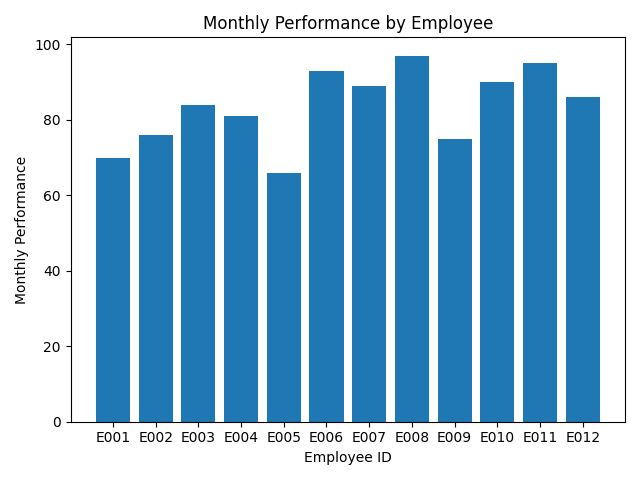 Monthly Performance by Employee
100
80
60
40
20
0
Monthly Performance
E001 E002 E003 E004 E005 E006 E007 E008 E009 E010 E011 E012
Employee ID